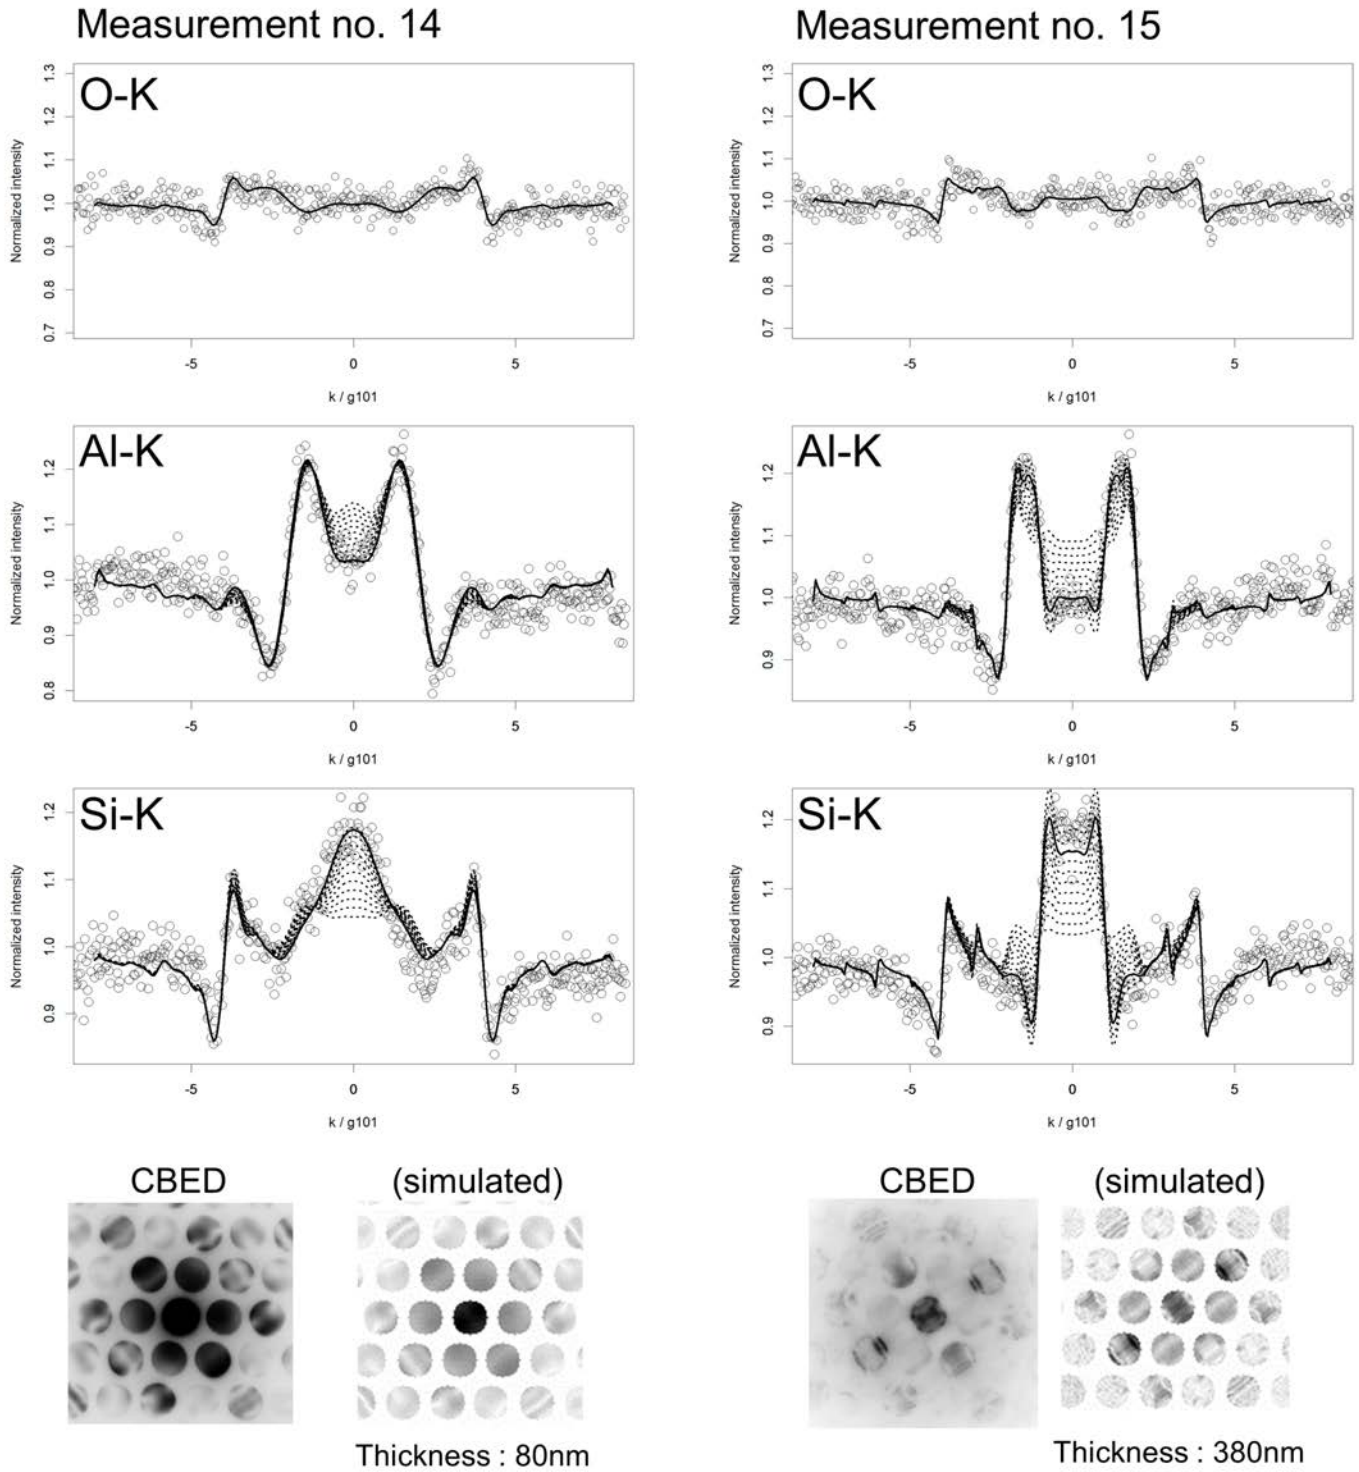 Measurement no. 14
O-K
Normalized intensity
1.3
1.2
1.1
1.0
0.9
0.8
0.7
-5 0 5
k / g101
Al-K
Normalized intensity
1.2
1.1
1.0
0.9
0.8
-5 0 5
k / g101
Si-K
Normalized intensity
1.2
1.1
1.0
0.9
-5 0 5
k / g101
CBED (simulated)
Thickness : 80nm
Measurement no. 15
O-K
Normalized intensity
1.3
1.2
1.1
1.0
0.9
0.8
0.7
-5 0 5
k / g101
Al-K
Normalized intensity
1.2
1.1
1.0
0.9
-5 0 5
k / g101
Si-K
Normalized intensity
1.2
1.1
1.0
0.9
-5 0 5
k / g101
CBED (simulated)
Thickness : 380nm